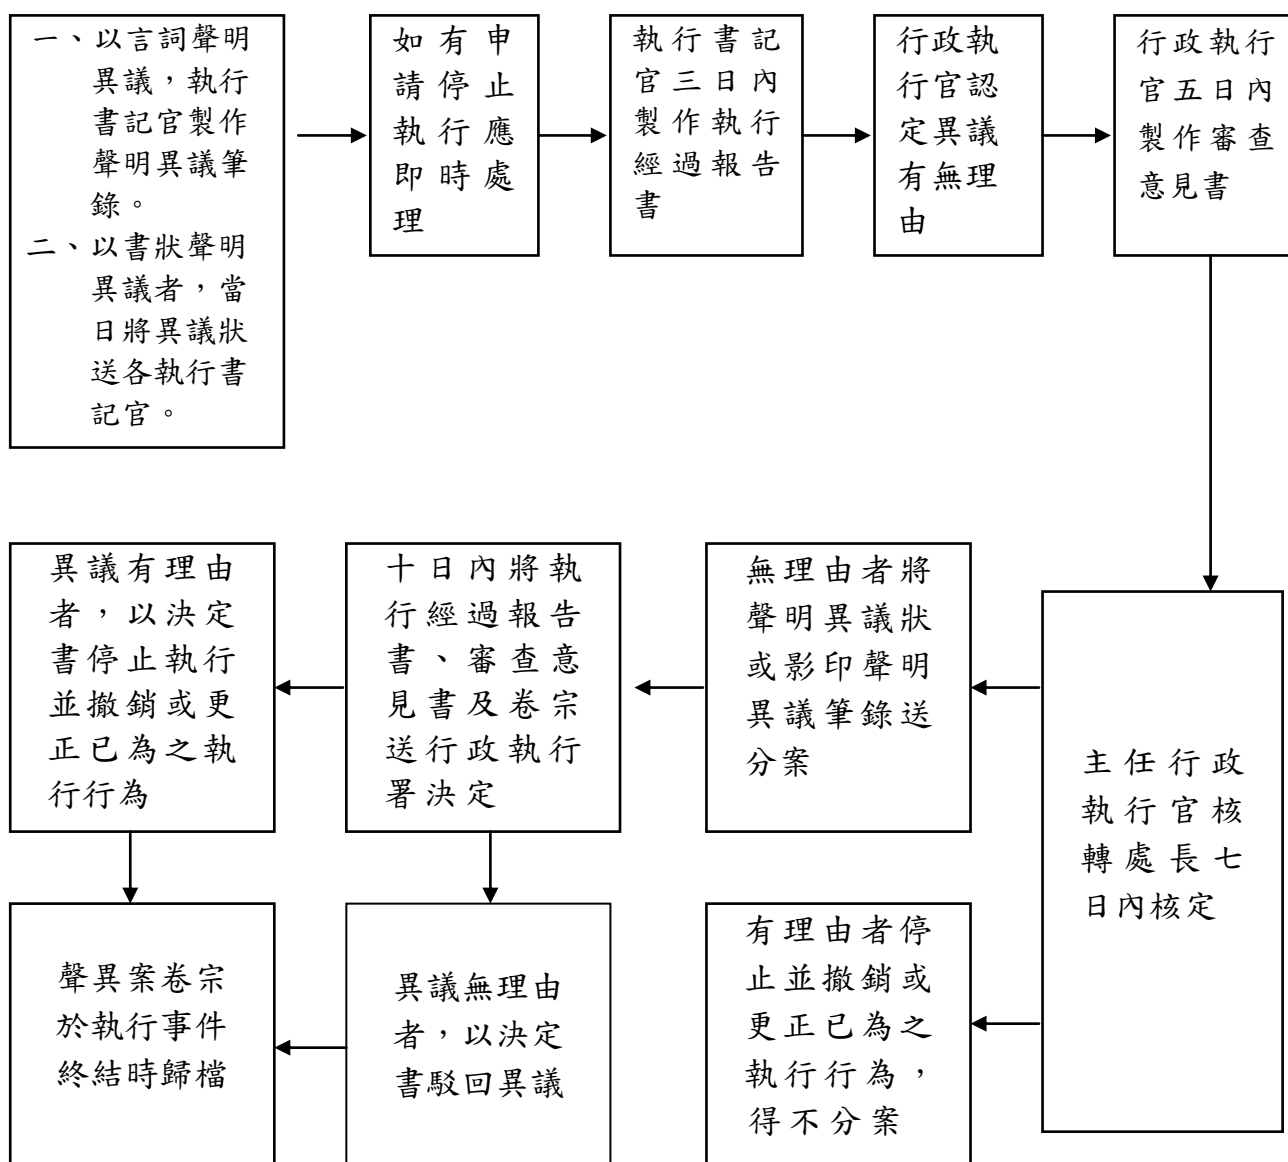 一、以言詞聲明
異議，執行
書記官製作
聲明異議筆
錄。
二、以書狀聲明
異議者，當
日將異議狀
送各執行書
記官。
如有申
請停止
執行應
即時處
理
執行書記
官三日內
製作執行
經過報告
書
行政執
行官認
定異議
有無理
由
行政執行
官五日內
製作審查
意見書
主任行政
執行官核
轉處長七
日內核定
無理由者將
聲明異議狀
或影印聲明
異議筆錄送
分案
十日內將執
行經過報告
書、審查意
見書及卷宗
送行政執行
署決定
異議有理由
者，以決定
書停止執行
並撤銷或更
正已為之執
行行為
有理由者停
止並撤銷或
更正已為之
執行行為，
得不分案
異議無理由
者，以決定
書駁回異議
聲異案卷宗
於執行事件
終結時歸檔